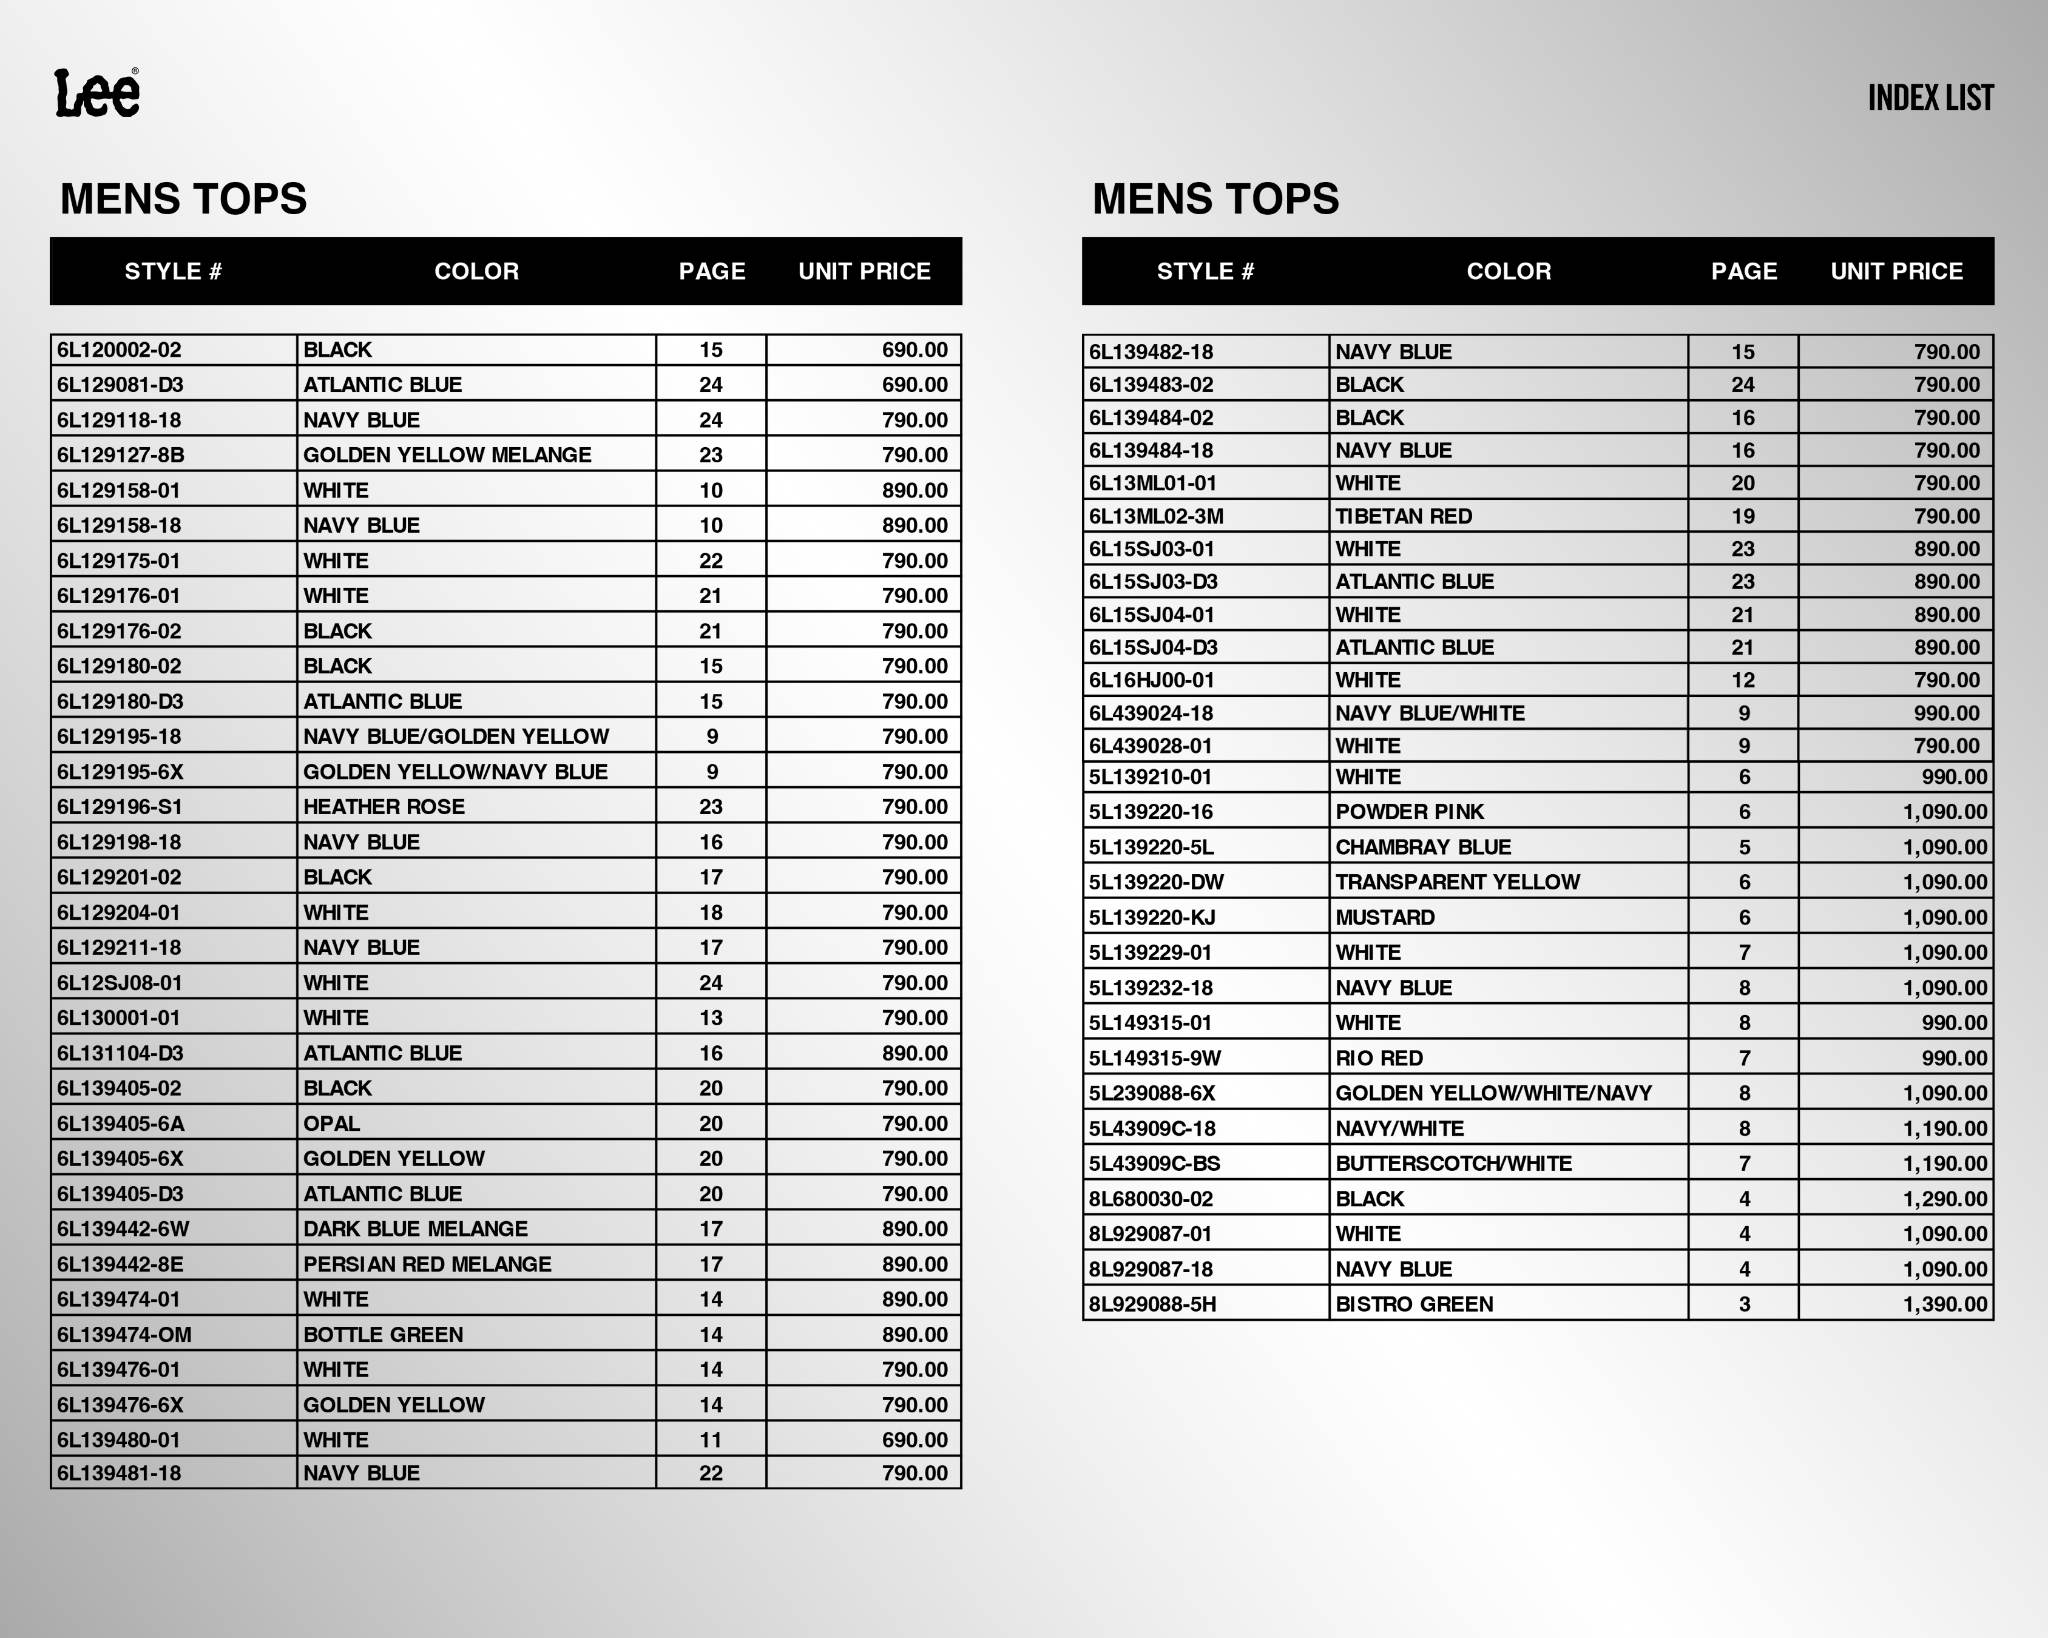 Lee®
INDEX LIST
MENS TOPS
STYLE # COLOR PAGE UNIT PRICE
6L120002-02 BLACK 15 690.00
6L129081-D3 ATLANTIC BLUE 24 690.00
6L129118-18 NAVY BLUE 24 790.00
6L129127-8B GOLDEN YELLOW MELANGE 23 790.00
6L129158-01 WHITE 10 890.00
6L129158-18 NAVY BLUE 10 890.00
6L129175-01 WHITE 22 790.00
6L129176-01 WHITE 21 790.00
6L129176-02 BLACK 21 790.00
6L129180-02 BLACK 15 790.00
6L129180-D3 ATLANTIC BLUE 15 790.00
6L129195-18 NAVY BLUE/GOLDEN YELLOW 9 790.00
6L129195-6X GOLDEN YELLOW/NAVY BLUE 9 790.00
6L129196-S1 HEATHER ROSE 23 790.00
6L129198-18 NAVY BLUE 16 790.00
6L129201-02 BLACK 17 790.00
6L129204-01 WHITE 18 790.00
6L129211-18 NAVY BLUE 17 790.00
6L12SJ08-01 WHITE 24 790.00
6L130001-01 WHITE 13 790.00
6L131104-D3 ATLANTIC BLUE 16 890.00
6L139405-02 BLACK 20 790.00
6L139405-6A OPAL 20 790.00
6L139405-6X GOLDEN YELLOW 20 790.00
6L139405-D3 ATLANTIC BLUE 20 790.00
6L139442-6W DARK BLUE MELANGE 17 890.00
6L139442-8E PERSIAN RED MELANGE 17 890.00
6L139474-01 WHITE 14 890.00
6L139474-OM BOTTLE GREEN 14 890.00
6L139476-01 WHITE 14 790.00
6L139476-6X GOLDEN YELLOW 14 790.00
6L139480-01 WHITE 11 690.00
6L139481-18 NAVY BLUE 22 790.00
MENS TOPS
STYLE # COLOR PAGE UNIT PRICE
6L139482-18 NAVY BLUE 15 790.00
6L139483-02 BLACK 24 790.00
6L139484-02 BLACK 16 790.00
6L139484-18 NAVY BLUE 16 790.00
6L13ML01-01 WHITE 20 790.00
6L13ML02-3M TIBETAN RED 19 790.00
6L15SJ03-01 WHITE 23 890.00
6L15SJ03-D3 ATLANTIC BLUE 23 890.00
6L15SJ04-01 WHITE 21 890.00
6L15SJ04-D3 ATLANTIC BLUE 21 890.00
6L16HJ00-01 WHITE 12 790.00
6L439024-18 NAVY BLUE/WHITE 9 990.00
6L439028-01 WHITE 9 790.00
5L139210-01 WHITE 6 990.00
5L139220-16 POWDER PINK 6 1,090.00
5L139220-5L CHAMBRAY BLUE 5 1,090.00
5L139220-DW TRANSPARENT YELLOW 6 1,090.00
5L139220-KJ MUSTARD 6 1,090.00
5L139229-01 WHITE 7 1,090.00
5L139232-18 NAVY BLUE 8 1,090.00
5L149315-01 WHITE 8 990.00
5L149315-9W RIO RED 7 990.00
5L239088-6X GOLDEN YELLOW/WHITE/NAVY 8 1,090.00
5L43909C-18 NAVY/WHITE 8 1,190.00
5L43909C-BS BUTTERSCOTCH/WHITE 7 1,190.00
8L680030-02 BLACK 4 1,290.00
8L929087-01 WHITE 4 1,090.00
8L929087-18 NAVY BLUE 4 1,090.00
8L929088-5H BISTRO GREEN 3 1,390.00